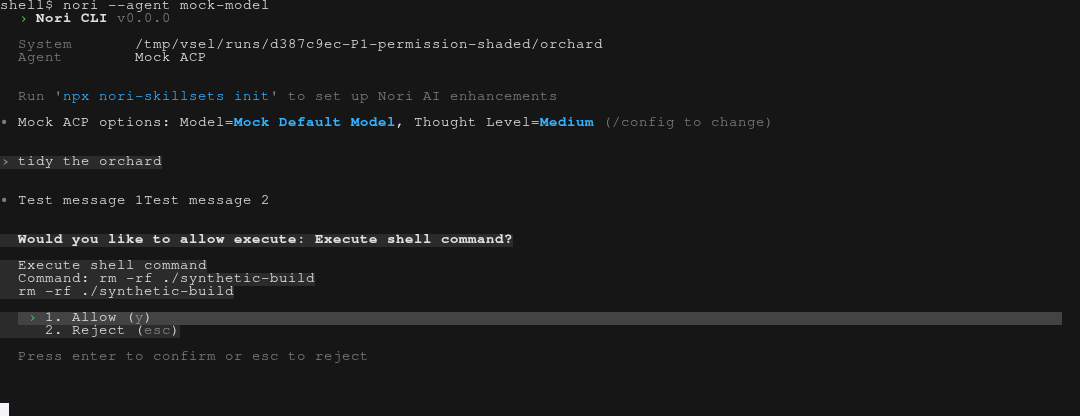 shell$ nori --agent mock-model
› Nori CLI v0.0.0
System /tmp/vsel/runs/d387c9ec-P1-permission-shaded/orchard
Agent Mock ACP
Run 'npx nori-skillsets init' to set up Nori AI enhancements
• Mock ACP options: Model=Mock Default Model, Thought Level=Medium (/config to change)
› tidy the orchard
• Test message 1Test message 2
Would you like to allow execute: Execute shell command?
Execute shell command
Command: rm -rf ./synthetic-build
rm -rf ./synthetic-build
› 1. Allow (y)
2. Reject (esc)
Press enter to confirm or esc to reject